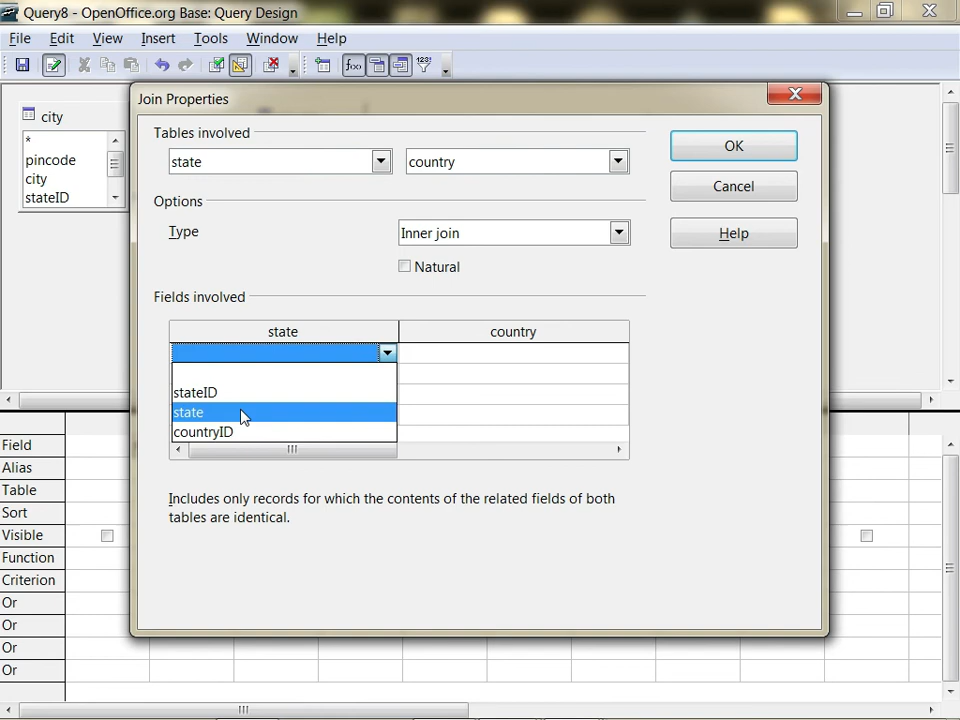 Query8 - OpenOffice.org Base: Query Design
File Edit View Insert Tools Window Help
city
*
pincode
city
stateID
Join Properties
Tables involved
state country
Options
Type Inner join
Natural
Fields involved
state country
stateID
state
countryID
Includes only records for which the contents of the related fields of both
tables are identical.
OK
Cancel
Help
Field
Alias
Table
Sort
Visible
Function
Criterion
Or
Or
Or
Or